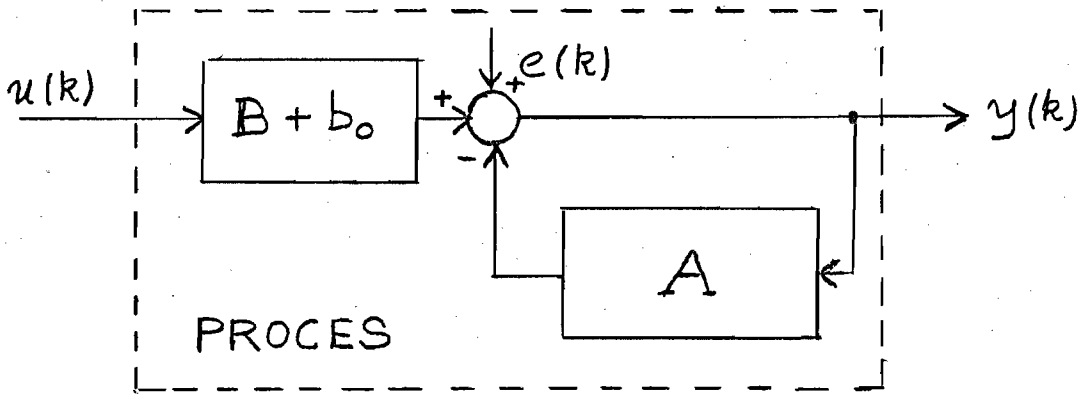 u(k)
B + b₀
+
+
e(k)
-
y(k)
A
PROCES